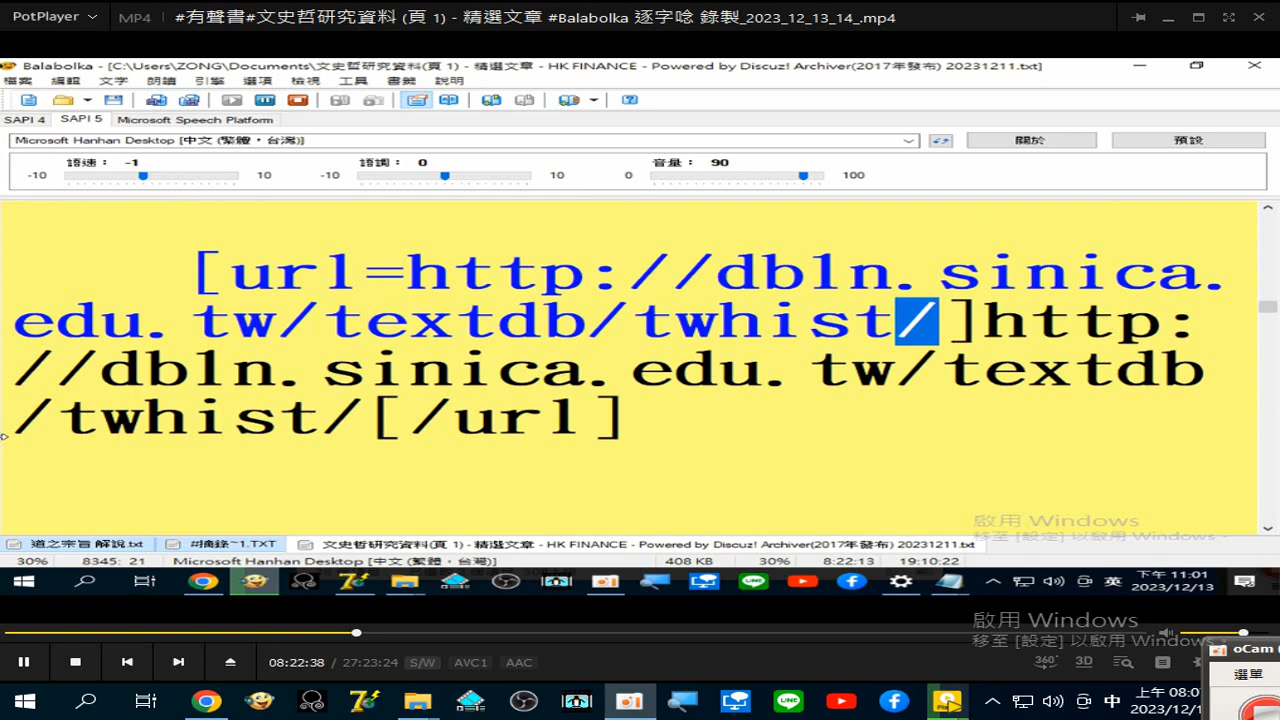 PotPlayer MP4 #有聲書#文史哲研究資料 (頁 1) - 精選文章 #Balabolka 逐字唸 錄製_2023_12_13_14_.mp4
Balabolka - [C:\Users\ZONG\Documents\文史哲研究資料(頁 1) - 精選文章 - HK FINANCE - Powered by Discuz! Archiver(2017年發布) 20231211.txt]
檔案 編輯 文字 朗讀 引擎 選項 檢視 工具 書籤 說明
SAPI 4 SAPI 5 Microsoft Speech Platform
Microsoft Hanhan Desktop [中文 (繁體，台灣)] 關於 預設
語速： -1 語調： 0 音量： 90
-10 10 -10 10 0 100
[url=http://dbln.sinica.
edu.tw/textdb/twhist/]http:
//dbln.sinica.edu.tw/textdb
/twhist/[/url]
啟用 Windows
移至 [設定] 以啟用 Windows。
道之宗旨 解說.txt #摘錄~1.TXT 文史哲研究資料(頁 1) - 精選文章 - HK FINANCE - Powered by Discuz! Archiver(2017年發布) 20231211.txt
30% 8345: 21 Microsoft Hanhan Desktop [中文 (繁體，台灣)] 408 KB 30% 8:22:13 19:10:22
英 下午 11:01
2023/12/13
啟用 Windows
移至 [設定] 以啟用 Windows。
08:22:38 / 27:23:24 S/W AVC1 AAC 360° 3D
oCam
選單
中 上午 08:0
2023/12/1